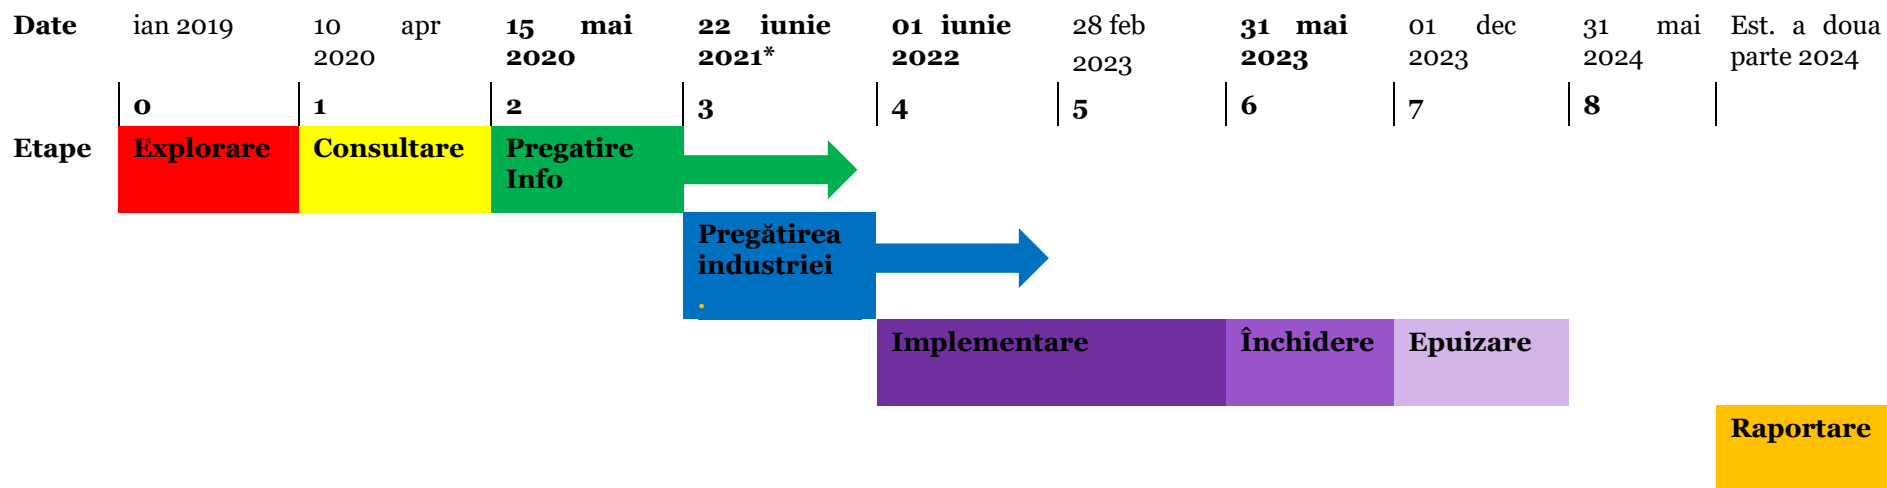 Date ian 2019 10 apr 15 mai 22 iunie 01 iunie 28 feb 31 mai 01 dec 31 mai Est. a doua
2020 2020 2021* 2022 2023 2023 2023 2024 parte 2024
0 1 2 3 4 5 6 7 8
Etape Explorare Consultare Pregatire
Info
Pregătirea
industriei
.
Implementare Închidere Epuizare
Raportare